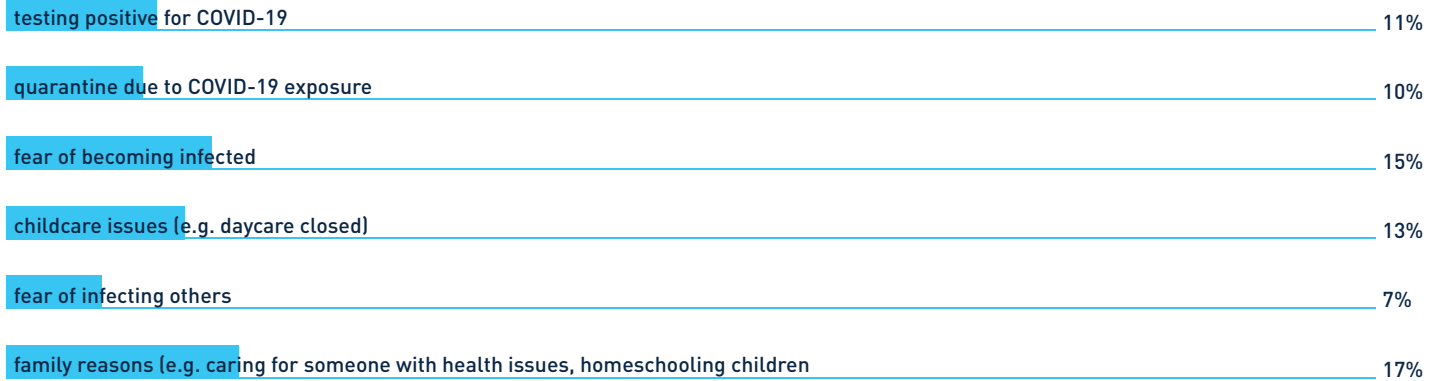 testing positive for COVID-19 11%
quarantine due to COVID-19 exposure 10%
fear of becoming infected 15%
childcare issues (e.g. daycare closed) 13%
fear of infecting others 7%
family reasons (e.g. caring for someone with health issues, homeschooling children 17%